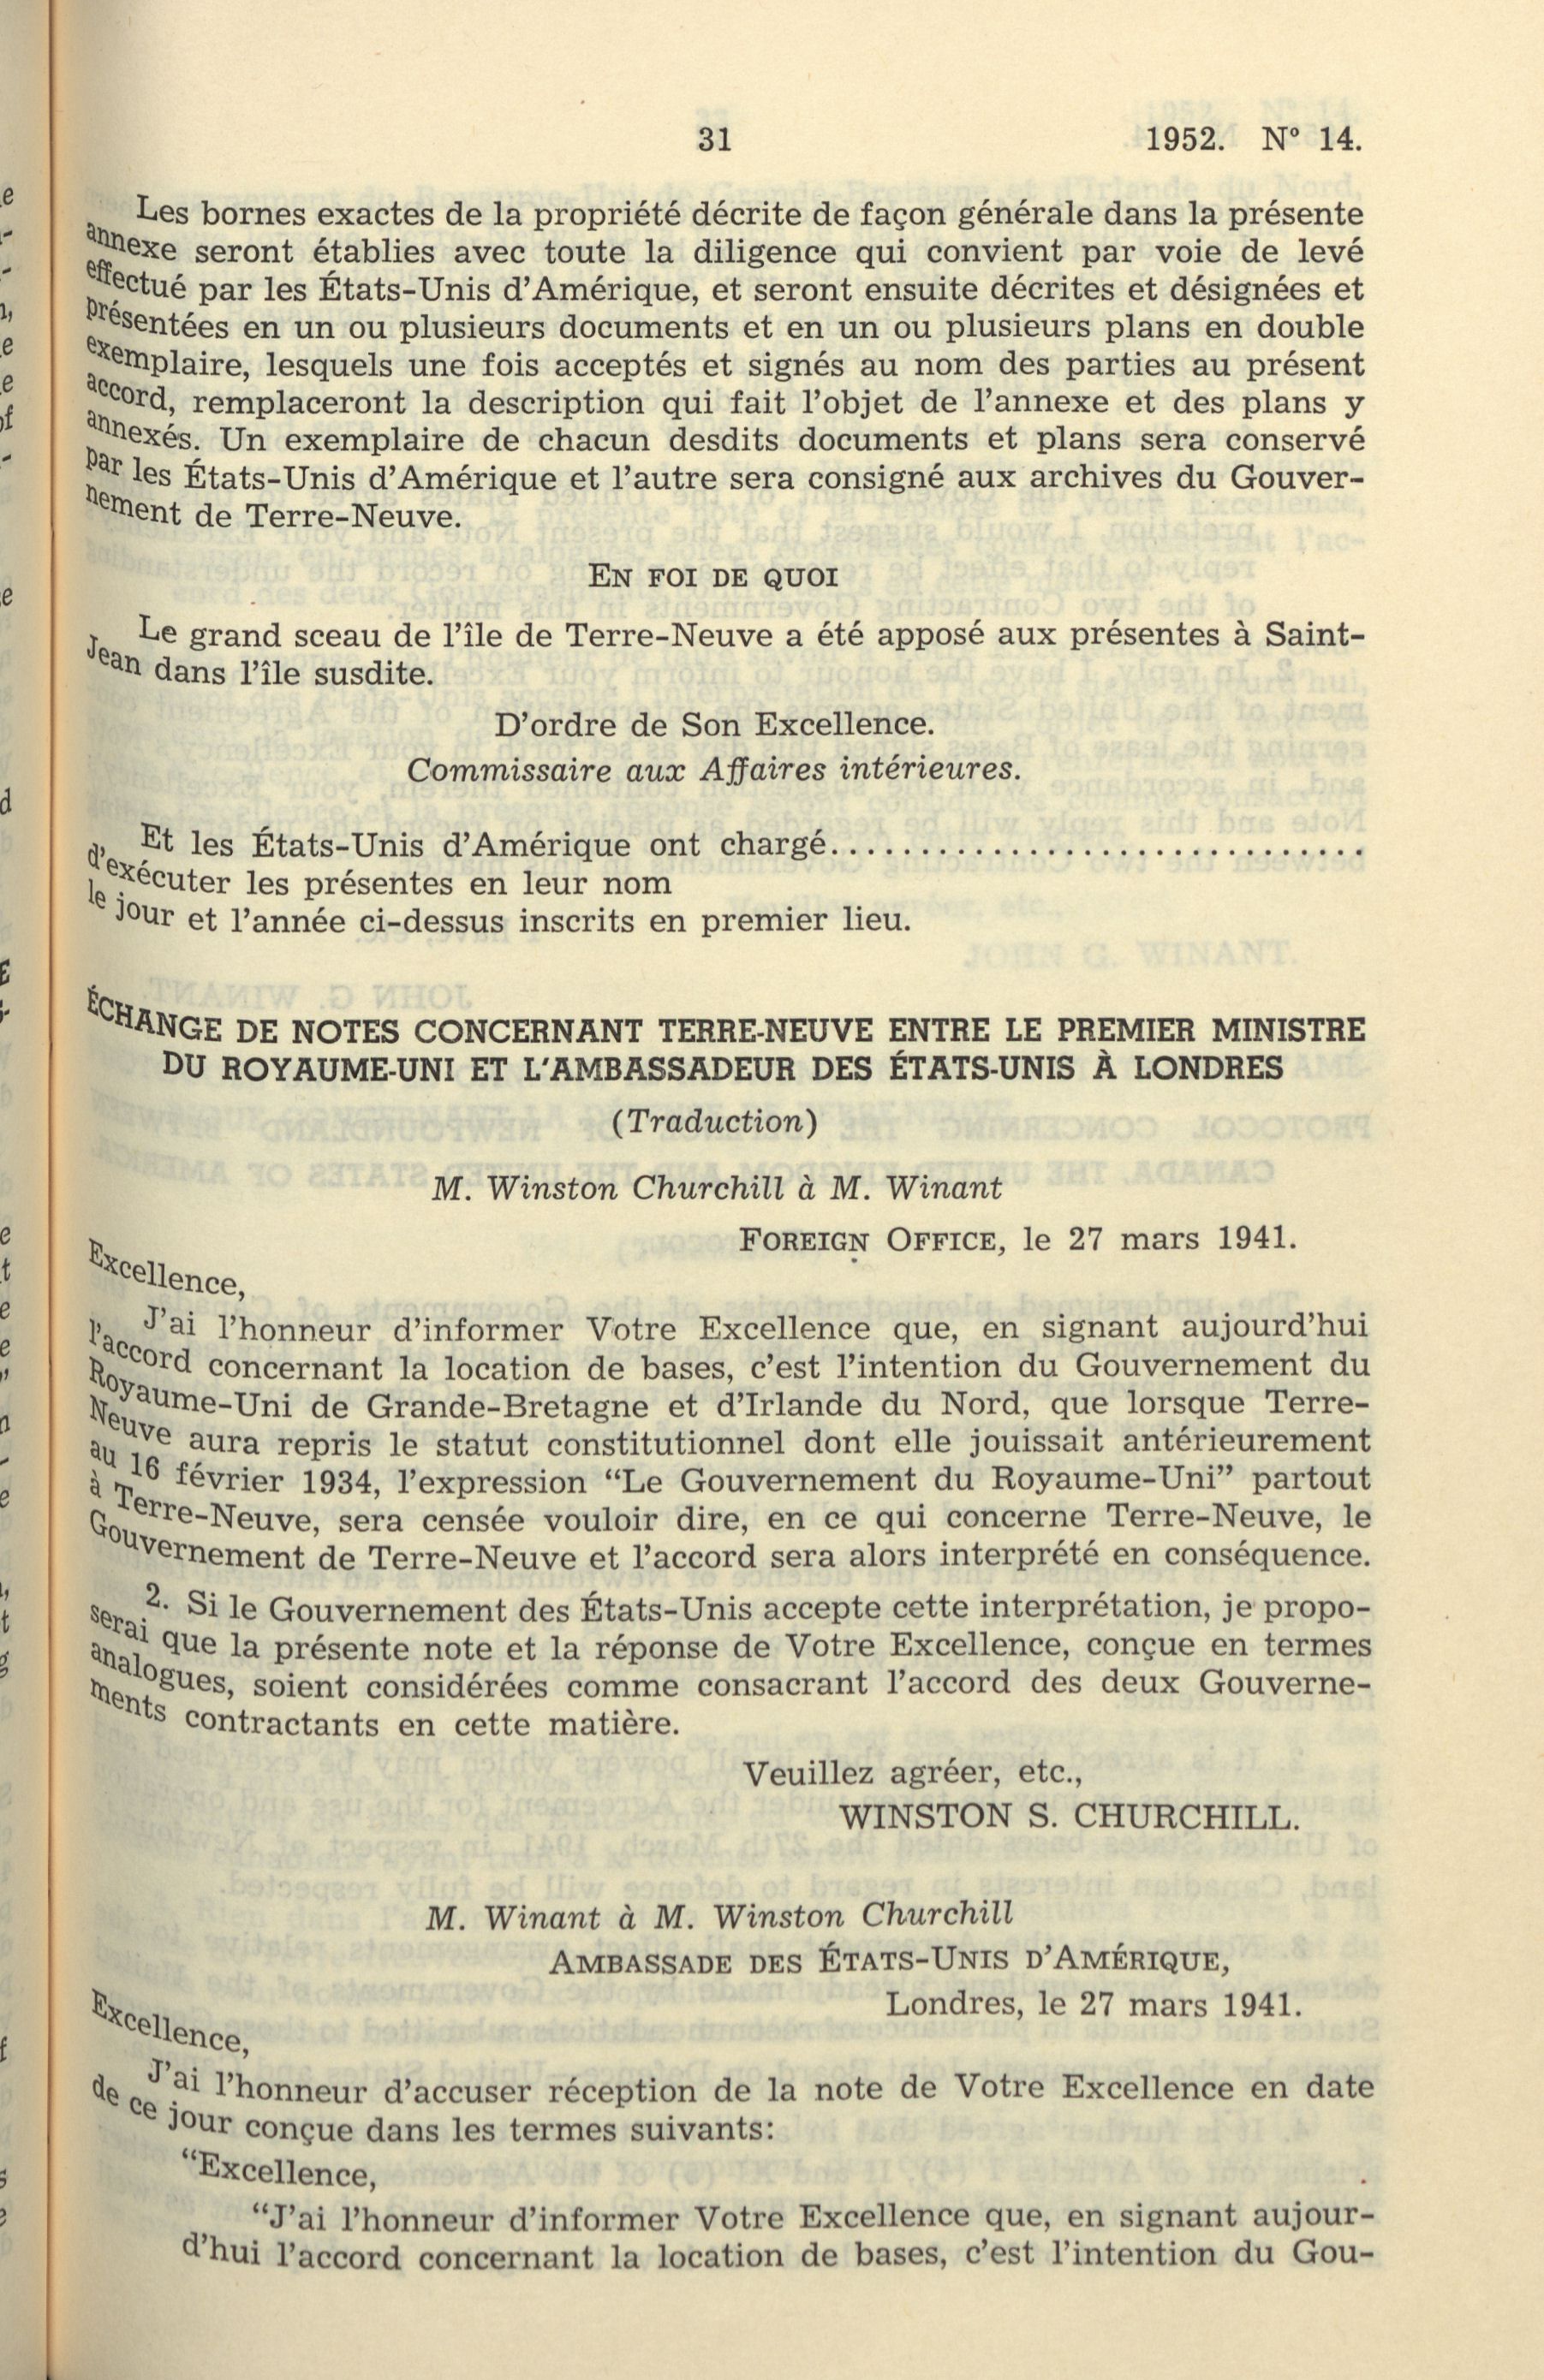 31 1952. N° 14.
Les bornes exactes de la propriété décrite de façon générale dans la présente
annexe seront établies avec toute la diligence qui convient par voie de levé
effectué par les États-Unis d'Amérique, et seront ensuite décrites et désignées et
présentées en un ou plusieurs documents et en un ou plusieurs plans en double
exemplaire, lesquels une fois acceptés et signés au nom des parties au présent
accord, remplaceront la description qui fait l'objet de l'annexe et des plans y
annexés. Un exemplaire de chacun desdits documents et plans sera conservé
par les États-Unis d'Amérique et l'autre sera consigné aux archives du Gouver-
nement de Terre-Neuve.
EN FOI DE QUOI
Le grand sceau de l'île de Terre-Neuve a été apposé aux présentes à Saint-
Jean dans l'île susdite.
D'ordre de Son Excellence.
Commissaire aux Affaires intérieures.
Et les États-Unis d'Amérique ont chargé...............................
d'exécuter les présentes en leur nom
le jour et l'année ci-dessus inscrits en premier lieu.
ÉCHANGE DE NOTES CONCERNANT TERRE-NEUVE ENTRE LE PREMIER MINISTRE
DU ROYAUME-UNI ET L'AMBASSADEUR DES ÉTATS-UNIS À LONDRES
(Traduction)
M. Winston Churchill à M. Winant
FOREIGN OFFICE, le 27 mars 1941.
Excellence,
J'ai l'honneur d'informer Votre Excellence que, en signant aujourd'hui
l'accord concernant la location de bases, c'est l'intention du Gouvernement du
Royaume-Uni de Grande-Bretagne et d'Irlande du Nord, que lorsque Terre-
Neuve aura repris le statut constitutionnel dont elle jouissait antérieurement
au 16 février 1934, l'expression “Le Gouvernement du Royaume-Uni” partout
à Terre-Neuve, sera censée vouloir dire, en ce qui concerne Terre-Neuve, le
Gouvernement de Terre-Neuve et l'accord sera alors interprété en conséquence.
2. Si le Gouvernement des États-Unis accepte cette interprétation, je propo-
serai que la présente note et la réponse de Votre Excellence, conçue en termes
analogues, soient considérées comme consacrant l'accord des deux Gouverne-
ments contractants en cette matière.
Veuillez agréer, etc.,
WINSTON S. CHURCHILL.
M. Winant à M. Winston Churchill
AMBASSADE DES ÉTATS-UNIS D'AMÉRIQUE,
Londres, le 27 mars 1941.
Excellence,
J'ai l'honneur d'accuser réception de la note de Votre Excellence en date
de ce jour conçue dans les termes suivants:
“Excellence,
“J'ai l'honneur d'informer Votre Excellence que, en signant aujour-
d'hui l'accord concernant la location de bases, c'est l'intention du Gou-